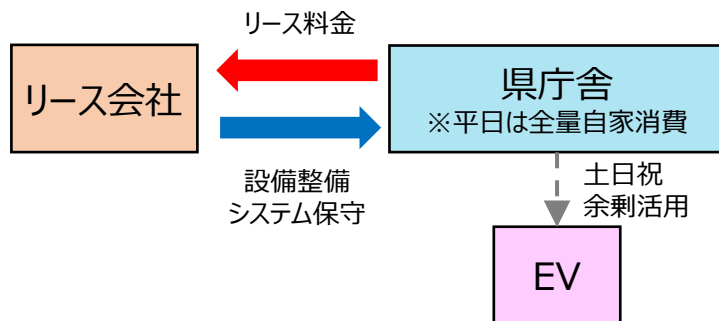 リース料金
リース会社
県庁舎
※平日は全量自家消費
設備整備
システム保守
土日祝
余剰活用
EV